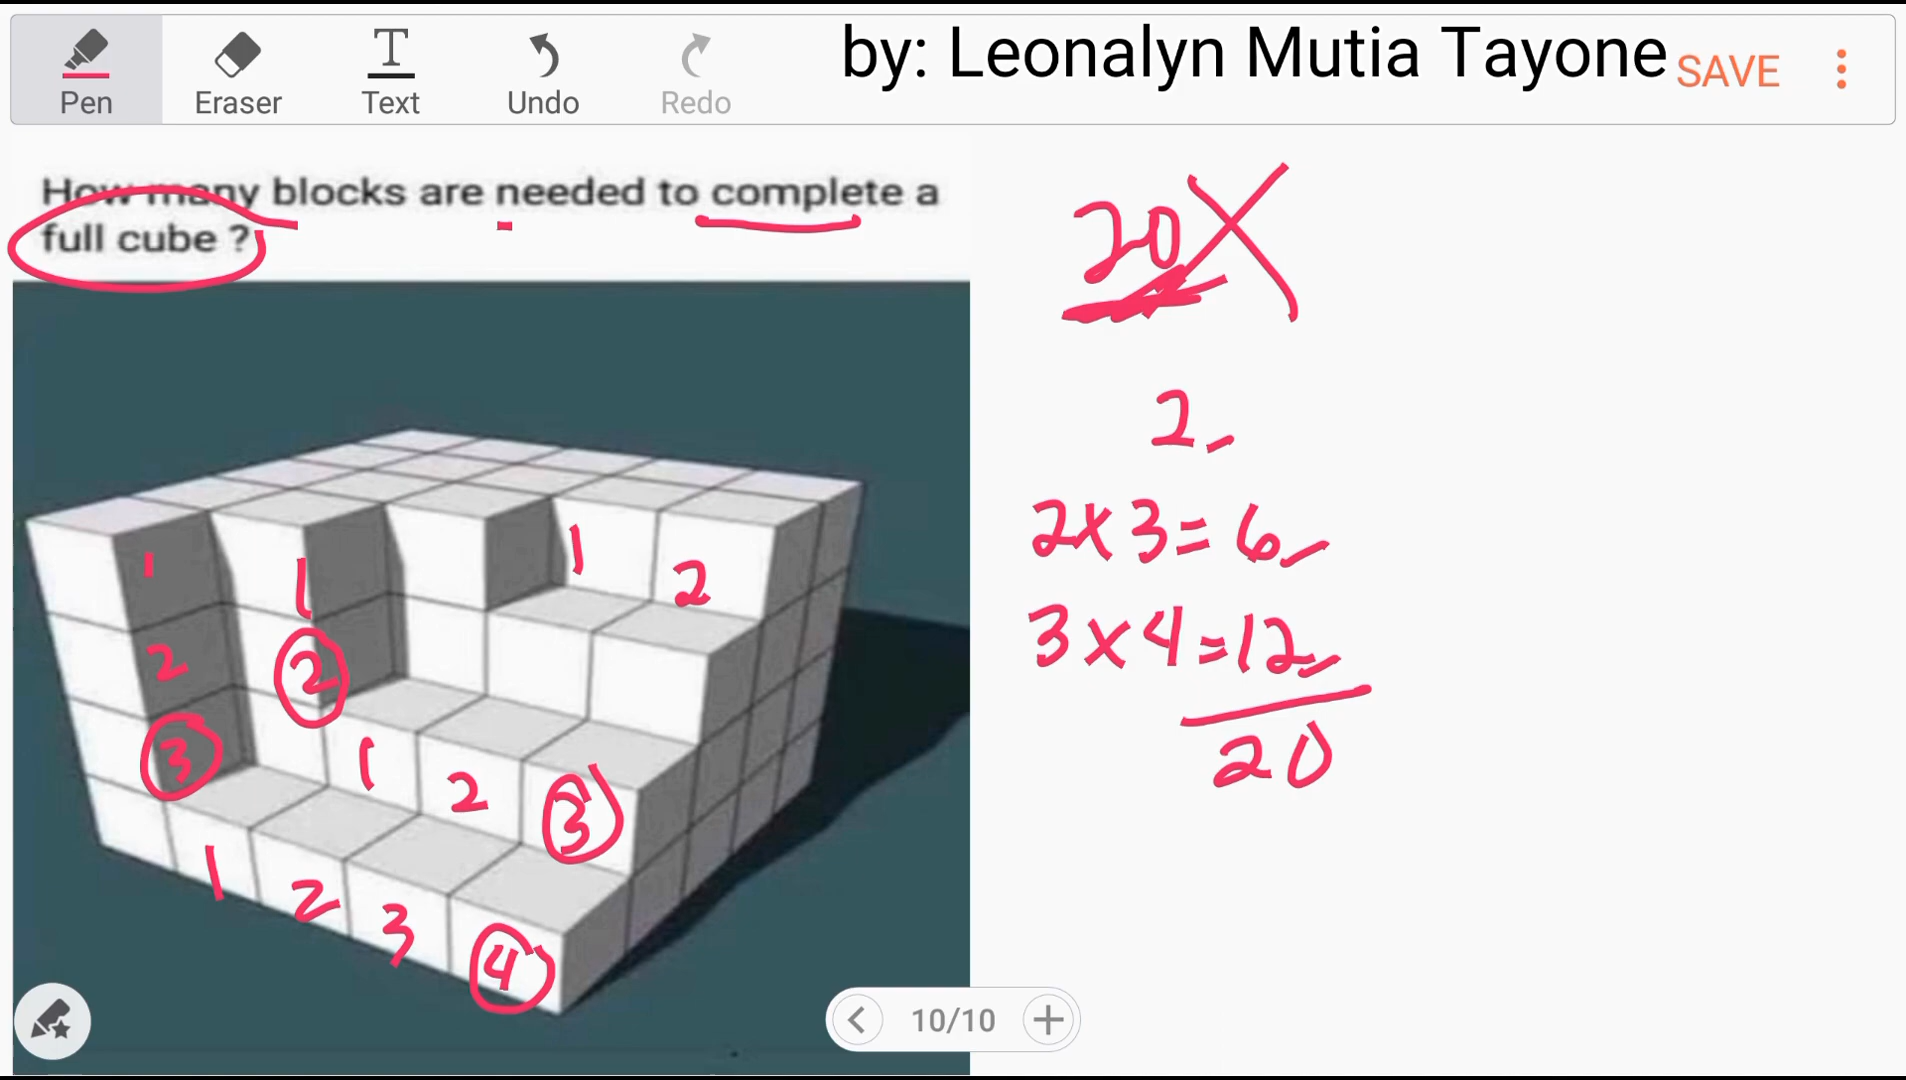 Pen
Eraser
Text
Undo
Redo
by: Leonalyn Mutia Tayone
SAVE
How many blocks are needed to complete a
full cube ?
20
2
2x3=6
3x4=12
20
1
1
1
2
2
2
3
1
2
3
1
2
3
4
10/10